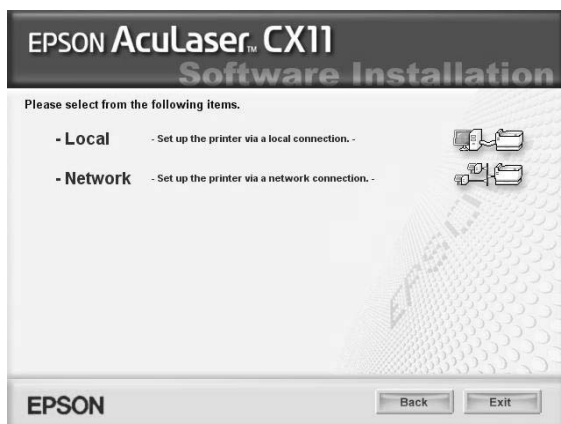 EPSON AcuLaser™ CX11
Software Installation
Please select from the following items.
- Local - Set up the printer via a local connection. -
- Network - Set up the printer via a network connection. -
EPSON
EPSON
Back Exit